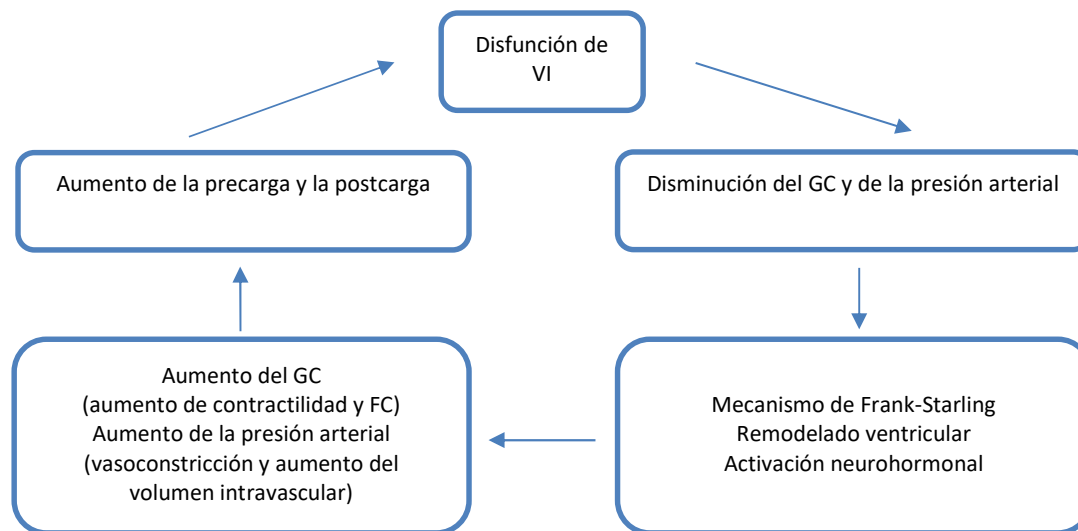 Disfunción de
VI
Aumento de la precarga y la postcarga
Disminución del GC y de la presión arterial
Aumento del GC
(aumento de contractilidad y FC)
Aumento de la presión arterial
(vasoconstricción y aumento del
volumen intravascular)
Mecanismo de Frank-Starling
Remodelado ventricular
Activación neurohormonal